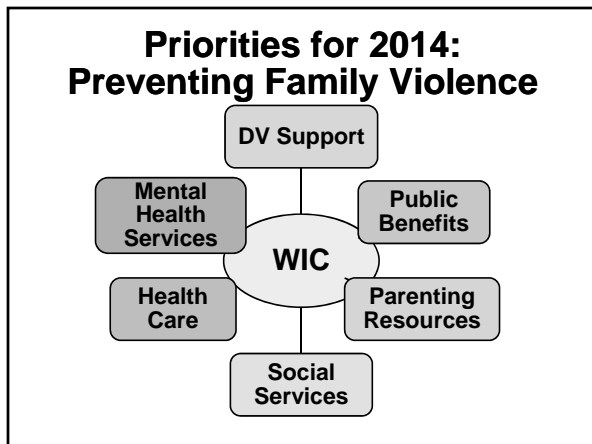 Priorities for 2014:
Preventing Family Violence
DV Support
Mental
Health
Services
Public
Benefits
WIC
Health
Care
Parenting
Resources
Social
Services